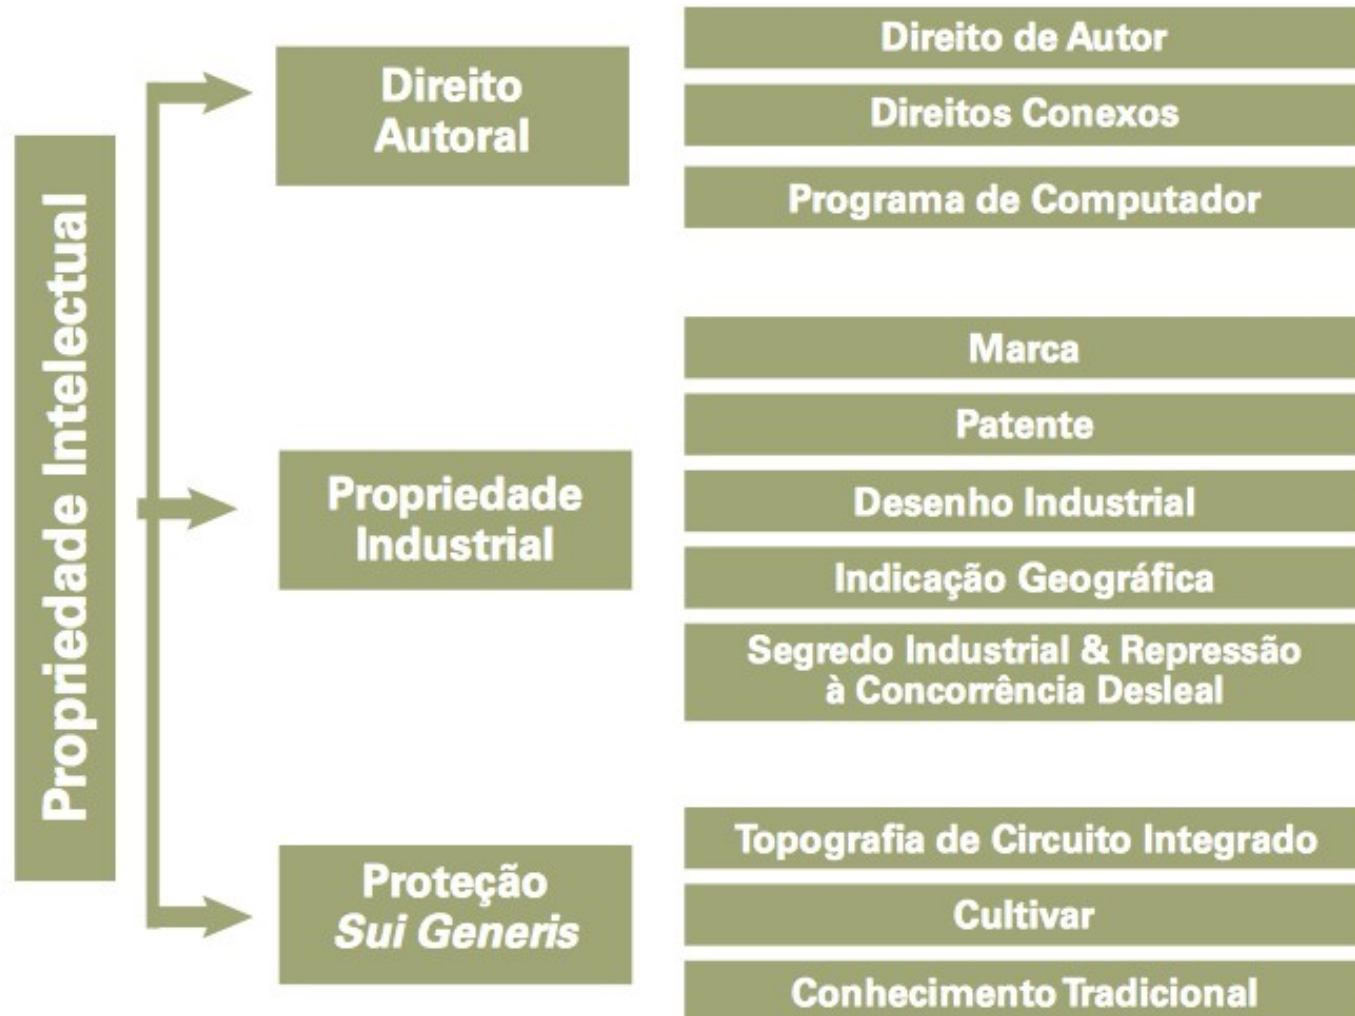 Propriedade Intelectual
Direito
Autoral
Direito de Autor
Direitos Conexos
Programa de Computador
Propriedade
Industrial
Marca
Patente
Desenho Industrial
Indicação Geográfica
Segredo Industrial & Repressão
à Concorrência Desleal
Proteção
Sui Generis
Topografia de Circuito Integrado
Cultivar
Conhecimento Tradicional